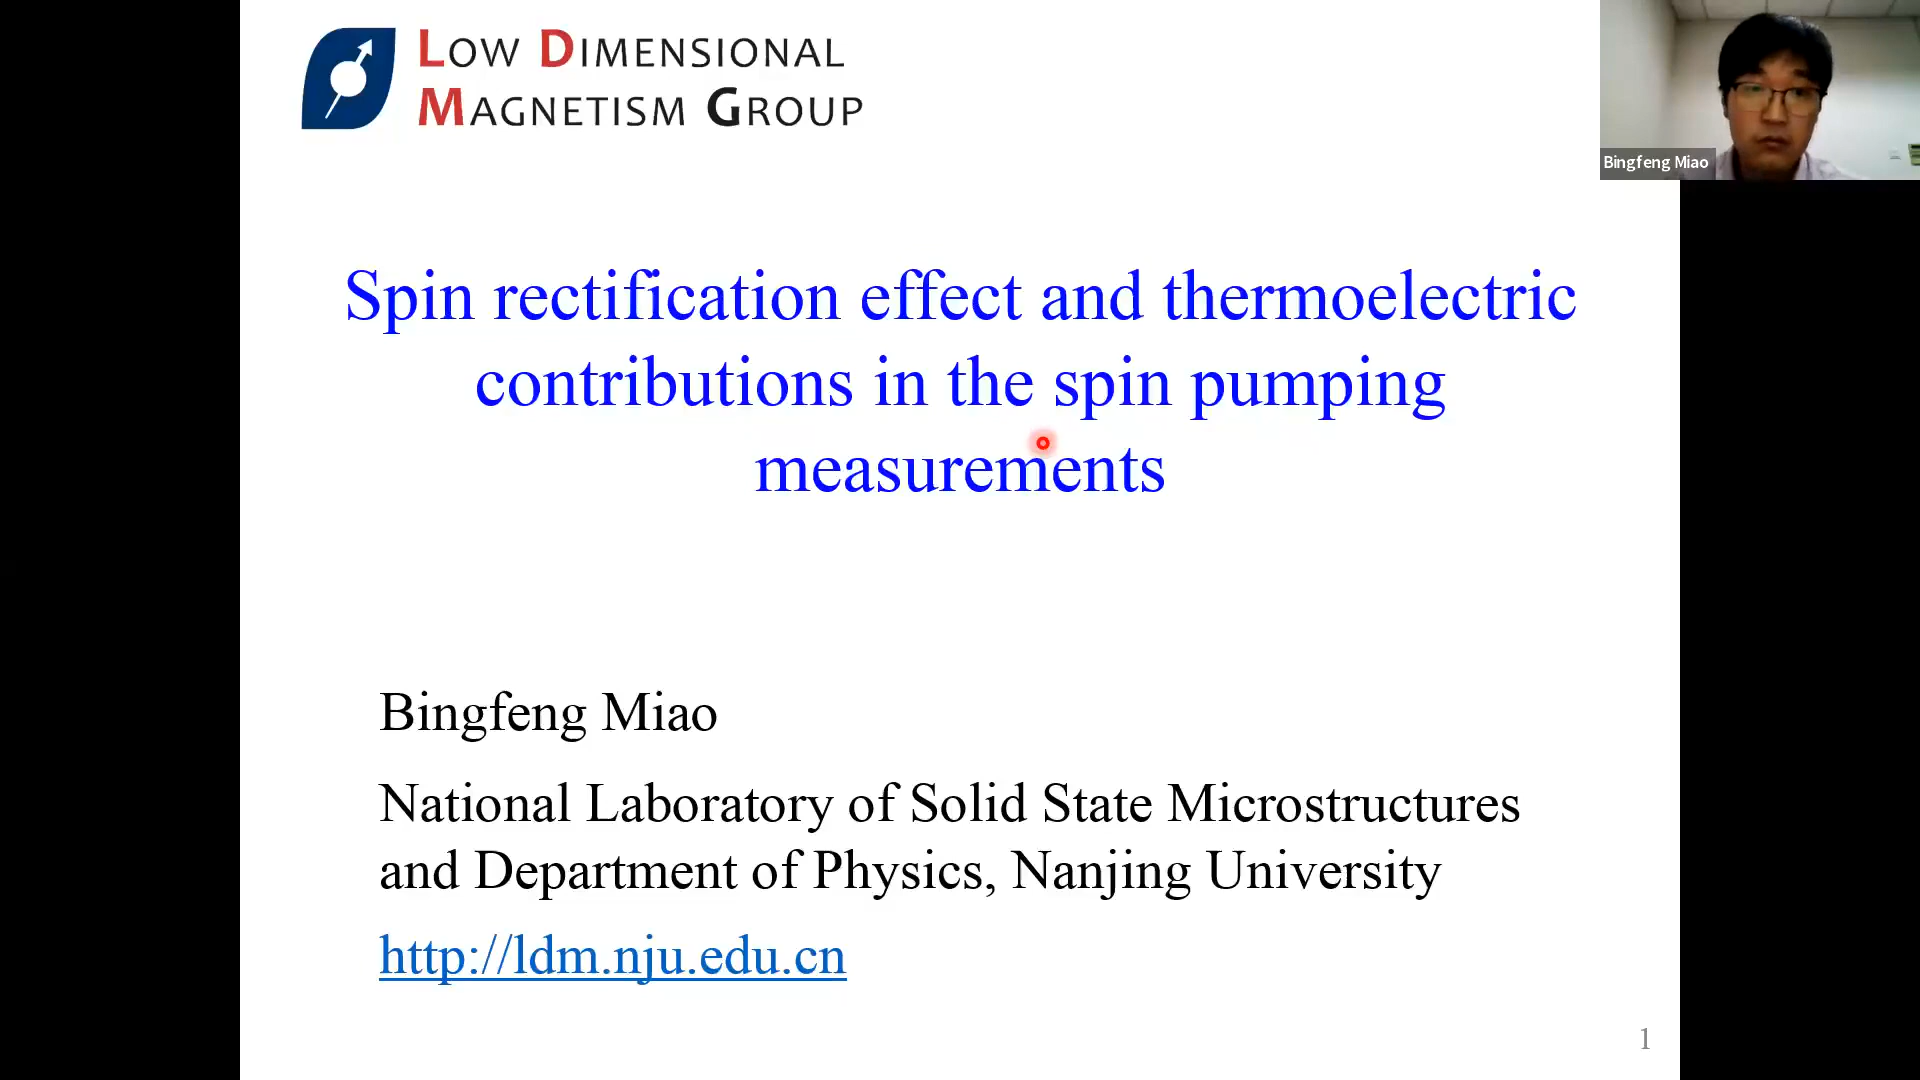 LOW DIMENSIONAL
MAGNETISM GROUP
Bingfeng Miao
Spin rectification effect and thermoelectric
contributions in the spin pumping
measurements
Bingfeng Miao
National Laboratory of Solid State Microstructures
and Department of Physics, Nanjing University
http://ldm.nju.edu.cn
1